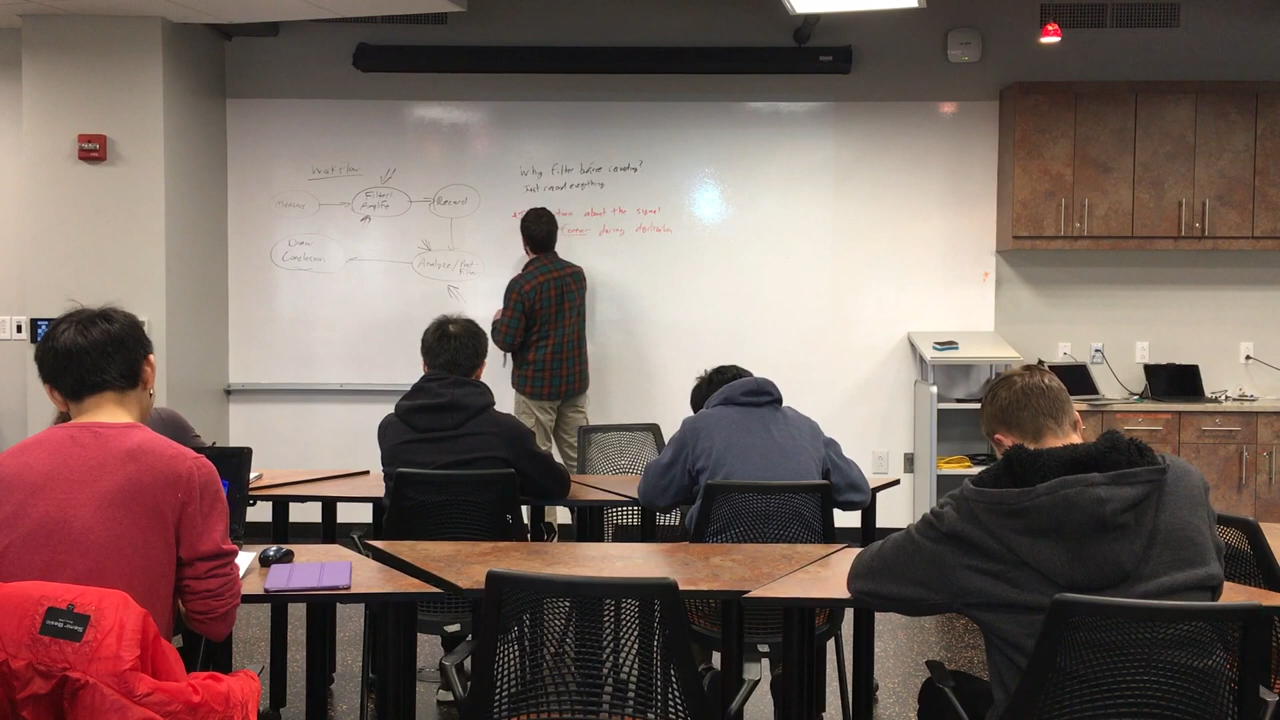 Workflow
Measure
Filter/
Amplify
Record
Draw
Conclusion
Analyze/Post-
Filter
Why Filter before recording?
Just record everything
about the signal
during